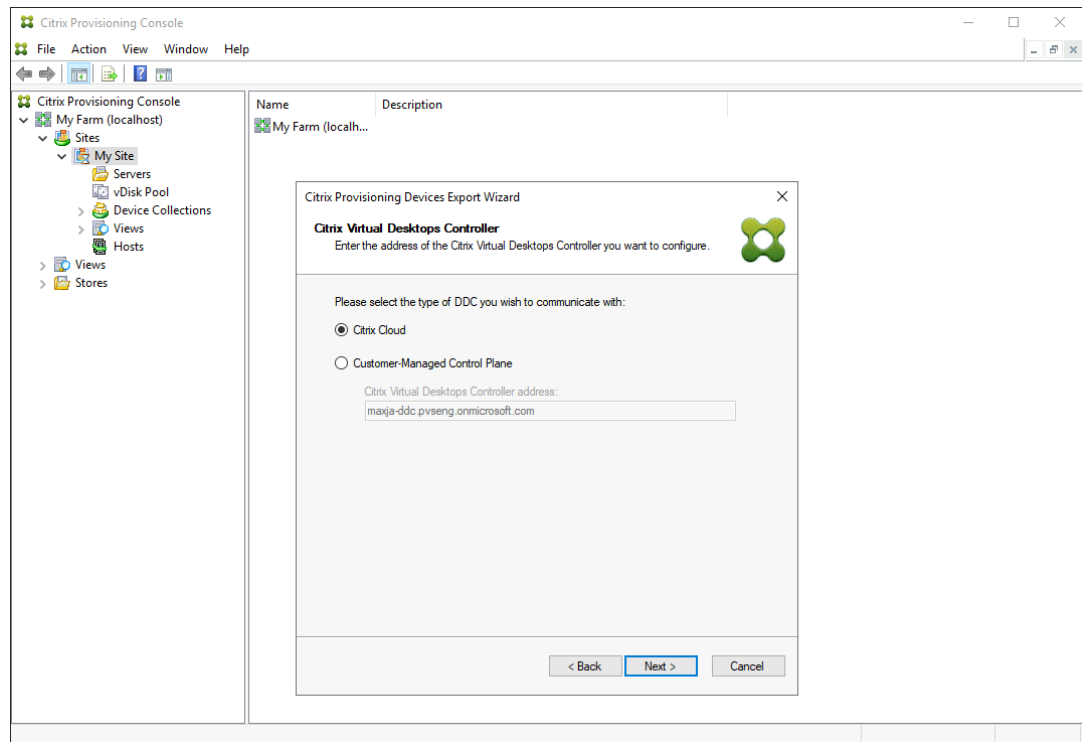 Citrix Provisioning Console
File Action View Window Help
Citrix Provisioning Console
My Farm (localhost)
Sites
My Site
Servers
vDisk Pool
Device Collections
Views
Hosts
Views
Stores
Name Description
My Farm (localh...
Citrix Provisioning Devices Export Wizard
Citrix Virtual Desktops Controller
Enter the address of the Citrix Virtual Desktops Controller you want to configure.
Please select the type of DDC you wish to communicate with:
Citrix Cloud
Customer-Managed Control Plane
Citrix Virtual Desktops Controller address:
maxja-ddc.pvseng.onmicrosoft.com
< Back Next > Cancel